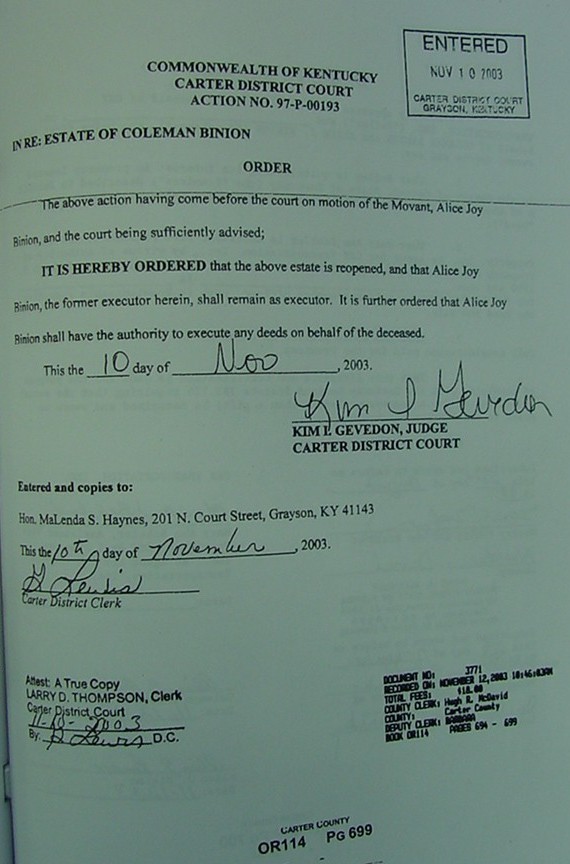 ENTERED
NOV 10 2003
CARTER DISTRICT COURT
GRAYSON, KENTUCKY
COMMONWEALTH OF KENTUCKY
CARTER DISTRICT COURT
ACTION NO. 97-P-00193
IN RE: ESTATE OF COLEMAN BINION
ORDER
The above action having come before the court on motion of the Movant, Alice Joy
Binion, and the court being sufficiently advised;
IT IS HEREBY ORDERED that the above estate is reopened, and that Alice Joy
Binion, the former executor herein, shall remain as executor. It is further ordered that Alice Joy
Binion shall have the authority to execute any deeds on behalf of the deceased.
This the 10 day of Nov, 2003.
Kim I Gevedon
KIM I. GEVEDON, JUDGE
CARTER DISTRICT COURT
Entered and copies to:
Hon. MaLenda S. Haynes, 201 N. Court Street, Grayson, KY 41143
This the 10th day of November, 2003.
G Lewis
Carter District Clerk
Attest: A True Copy
LARRY D. THOMPSON, Clerk
Carter District Court
11-10-2003
By: G Lewis D.C.
DOCUMENT NO: 3771
RECORDED ON: NOVEMBER 12,2003 10:46:03AM
TOTAL FEES: $18.00
COUNTY CLERK: Hugh R. McDavid
COUNTY: Carter County
DEPUTY CLERK: BARBARA
BOOK OR114 PAGES 694 - 699
CARTER COUNTY
OR114 PG 699